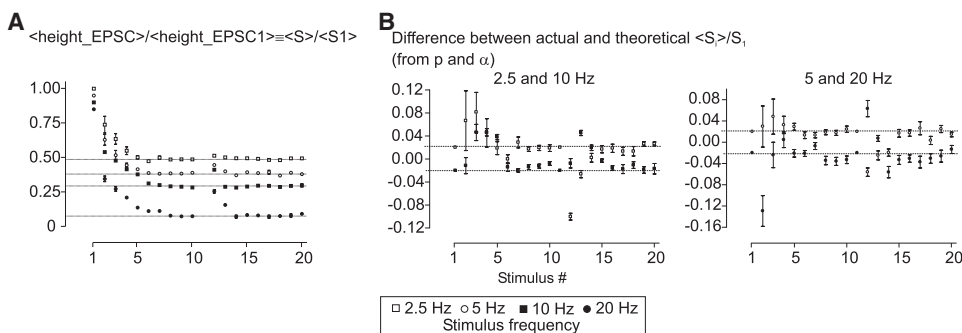 A
<height_EPSC>/<height_EPSC1>≡<S>/<S1>
1.00
0.75
0.50
0.25
0
1 5 10 15 20
B
Difference between actual and theoretical <Sᵢ>/S₁
(from p and α)
2.5 and 10 Hz
0.12
0.08
0.04
0.00
-0.04
-0.08
-0.12
1 5 10 15 20
Stimulus #
5 and 20 Hz
0.08
0.04
0.00
-0.04
-0.08
-0.12
-0.16
1 5 10 15 20
□ 2.5 Hz ○ 5 Hz ■ 10 Hz ● 20 Hz
Stimulus frequency